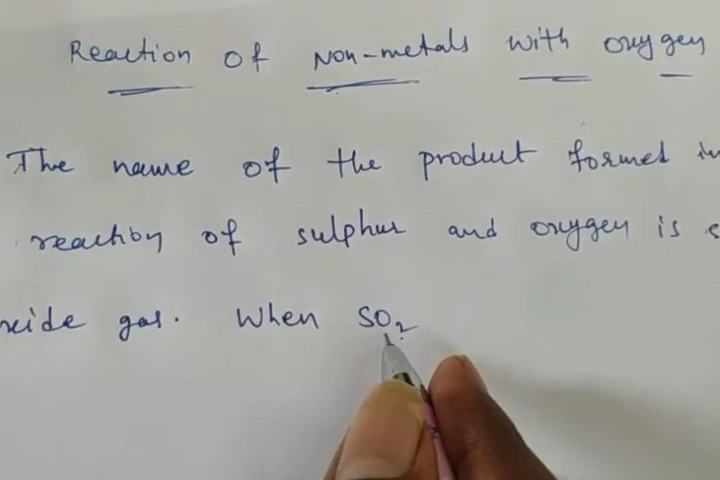 Reaction of Non-metals with oxygen
The name of the product formed in
reaction of sulphur and oxygen is
gas. When SO2